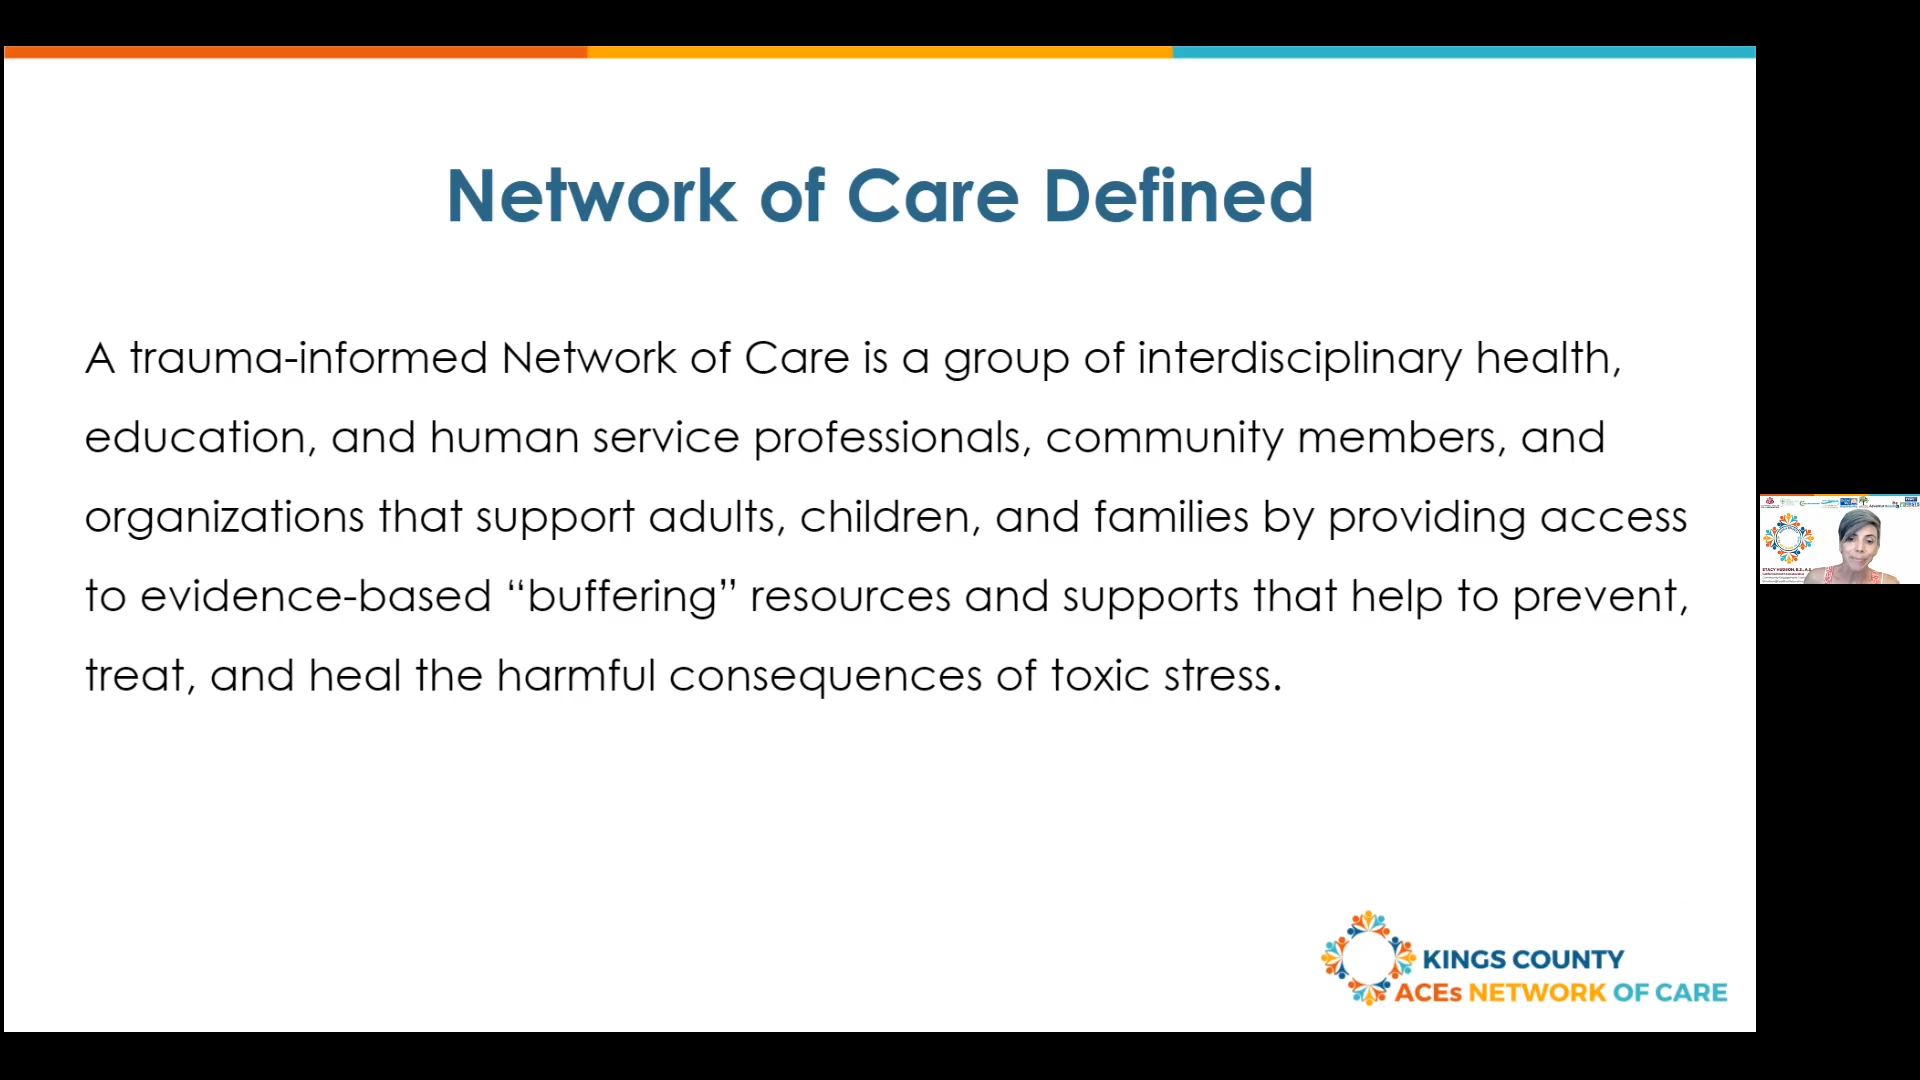 Network of Care Defined
A trauma-informed Network of Care is a group of interdisciplinary health,
education, and human service professionals, community members, and
organizations that support adults, children, and families by providing access
to evidence-based “buffering” resources and supports that help to prevent,
treat, and heal the harmful consequences of toxic stress.
STACY HUDSON, B.S., A.S.
KINGS COUNTY
ACEs NETWORK OF CARE